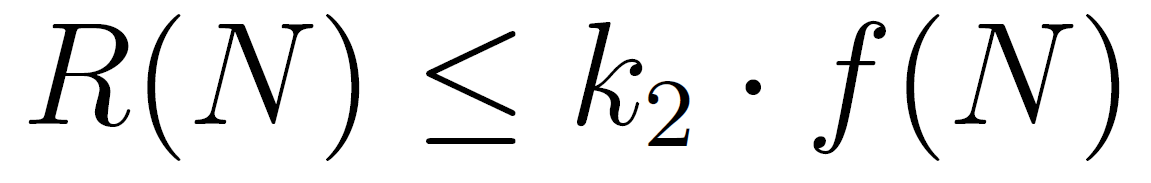 R(N) ≤ k₂ · f(N)